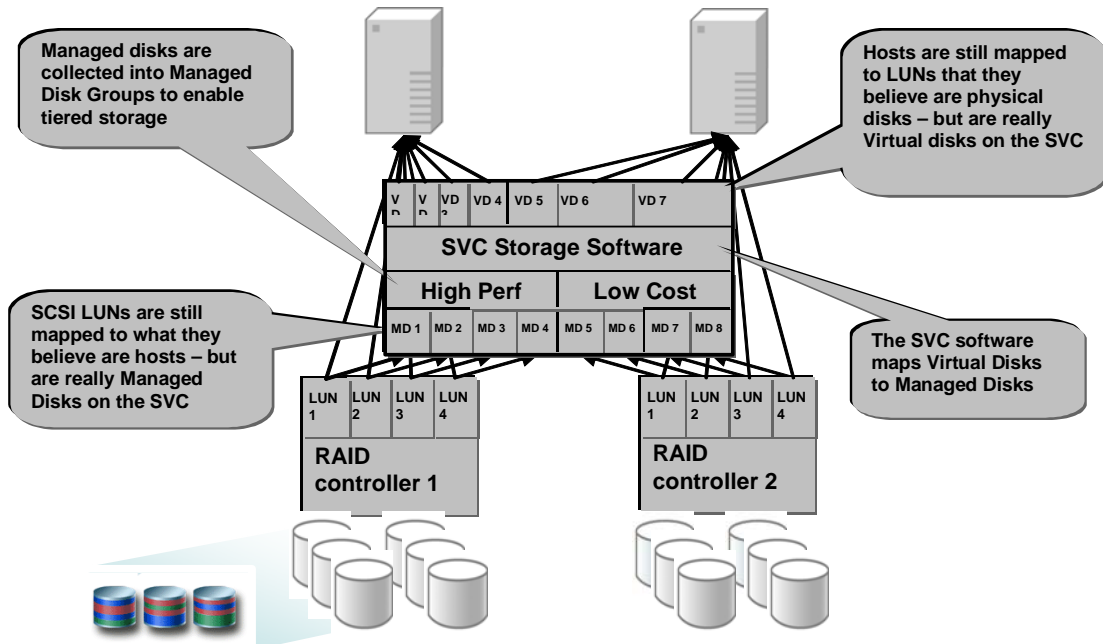 Managed disks are
collected into Managed
Disk Groups to enable
tiered storage
Hosts are still mapped
to LUNs that they
believe are physical
disks – but are really
Virtual disks on the SVC
VD 3
VD 4
VD 5
VD 6
VD 7
SVC Storage Software
High Perf
Low Cost
MD 1
MD 2
MD 3
MD 4
MD 5
MD 6
MD 7
MD 8
SCSI LUNs are still
mapped to what they
believe are hosts – but
are really Managed
Disks on the SVC
The SVC software
maps Virtual Disks
to Managed Disks
LUN 1
LUN 2
LUN 3
LUN 4
RAID
controller 1
LUN 1
LUN 2
LUN 3
LUN 4
RAID
controller 2